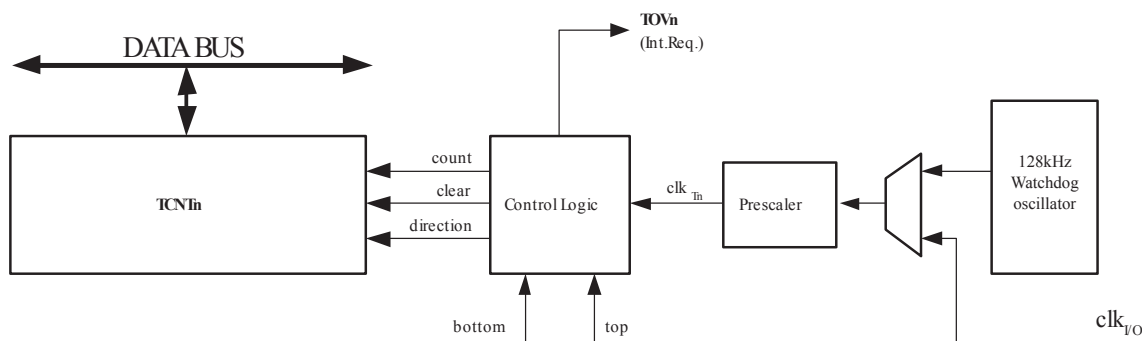 TOVn
(Int.Req.)
DATA BUS
TCNTn
count
clear
direction
Control Logic
clk Tn
Prescaler
128kHz
Watchdog
oscillator
bottom
top
clkI/O